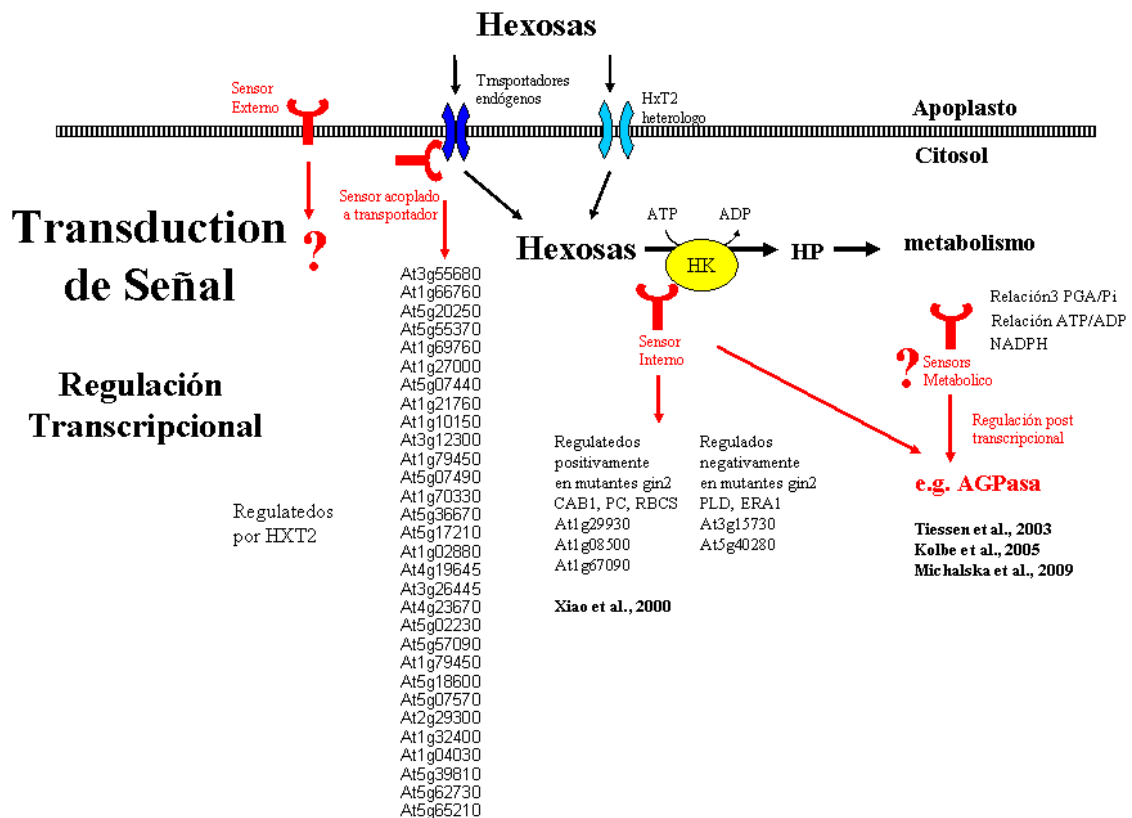 Hexosas
Sensor
Externo
Trnsportadores
endógenos
HxT2
heterologo
Apoplasto
Citosol
Sensor acoplado
a transportador
Transduction
de Señal
?
ATP
ADP
Hexosas
HK
HP
metabolismo
Sensor
Interno
Relación3 PGA/Pi
Relación ATP/ADP
NADPH
?
Sensors
Metabolico
Regulación
Transcripcional
Regulación post
transcripcional
e.g. AGPasa
Tiessen et al., 2003
Kolbe et al., 2005
Michalska et al., 2009
Regulatedos
por HXT2
At3g55680
At1g66760
At5g20250
At5g55370
At1g69760
At1g27000
At5g07440
At1g21760
At1g10150
At3g12300
At1g79450
At5g07490
At1g70330
At5g36670
At5g17210
At1g02880
At4g19645
At3g26445
At4g23670
At5g02230
At5g57090
At1g79450
At5g18600
At5g07570
At2g29300
At1g32400
At1g04030
At5g39810
At5g62730
At5g65210
Regulatedos
positivamente
en mutantes gin2
CAB1, PC, RBCS
At1g29930
At1g08500
At1g67090
Xiao et al., 2000
Regulados
negativamente
en mutantes gin2
PLD, ERA1
At3g15730
At5g40280